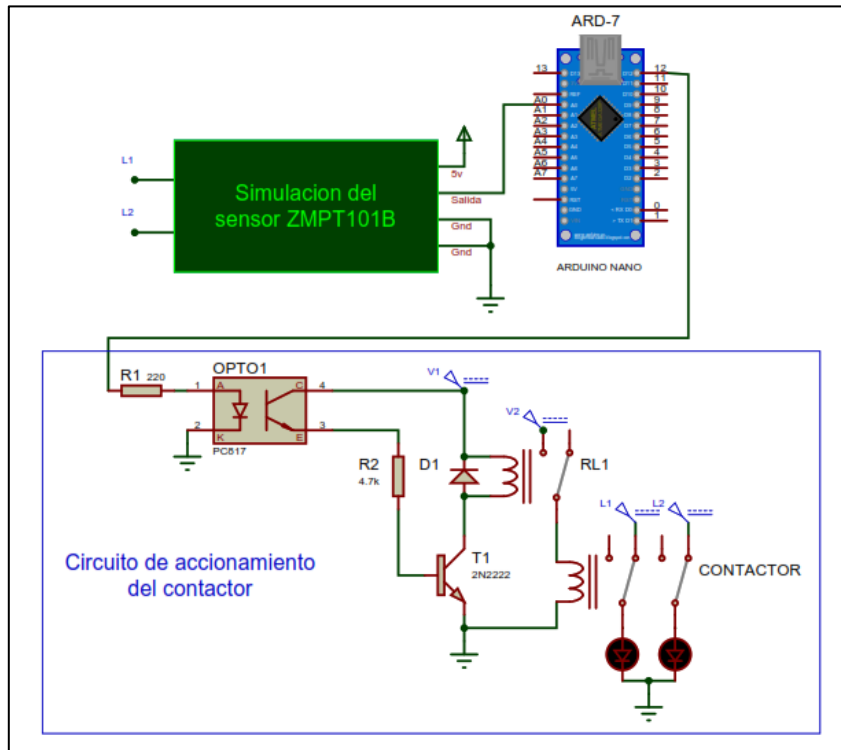 ARD-7
13
12
11
10
9
8
7
6
5
4
3
2
0
1
A0
A1
A2
A3
A4
A5
A6
A7
ARDUINO NANO
L1
L2
Simulacion del
sensor ZMPT101B
5v
Salida
Gnd
Gnd
R1 220
OPTO1
1
A
C
4
2
K
E
3
PC817
V1
V2
R2
4.7k
D1
RL1
L1
L2
T1
2N2222
CONTACTOR
Circuito de accionamiento
del contactor